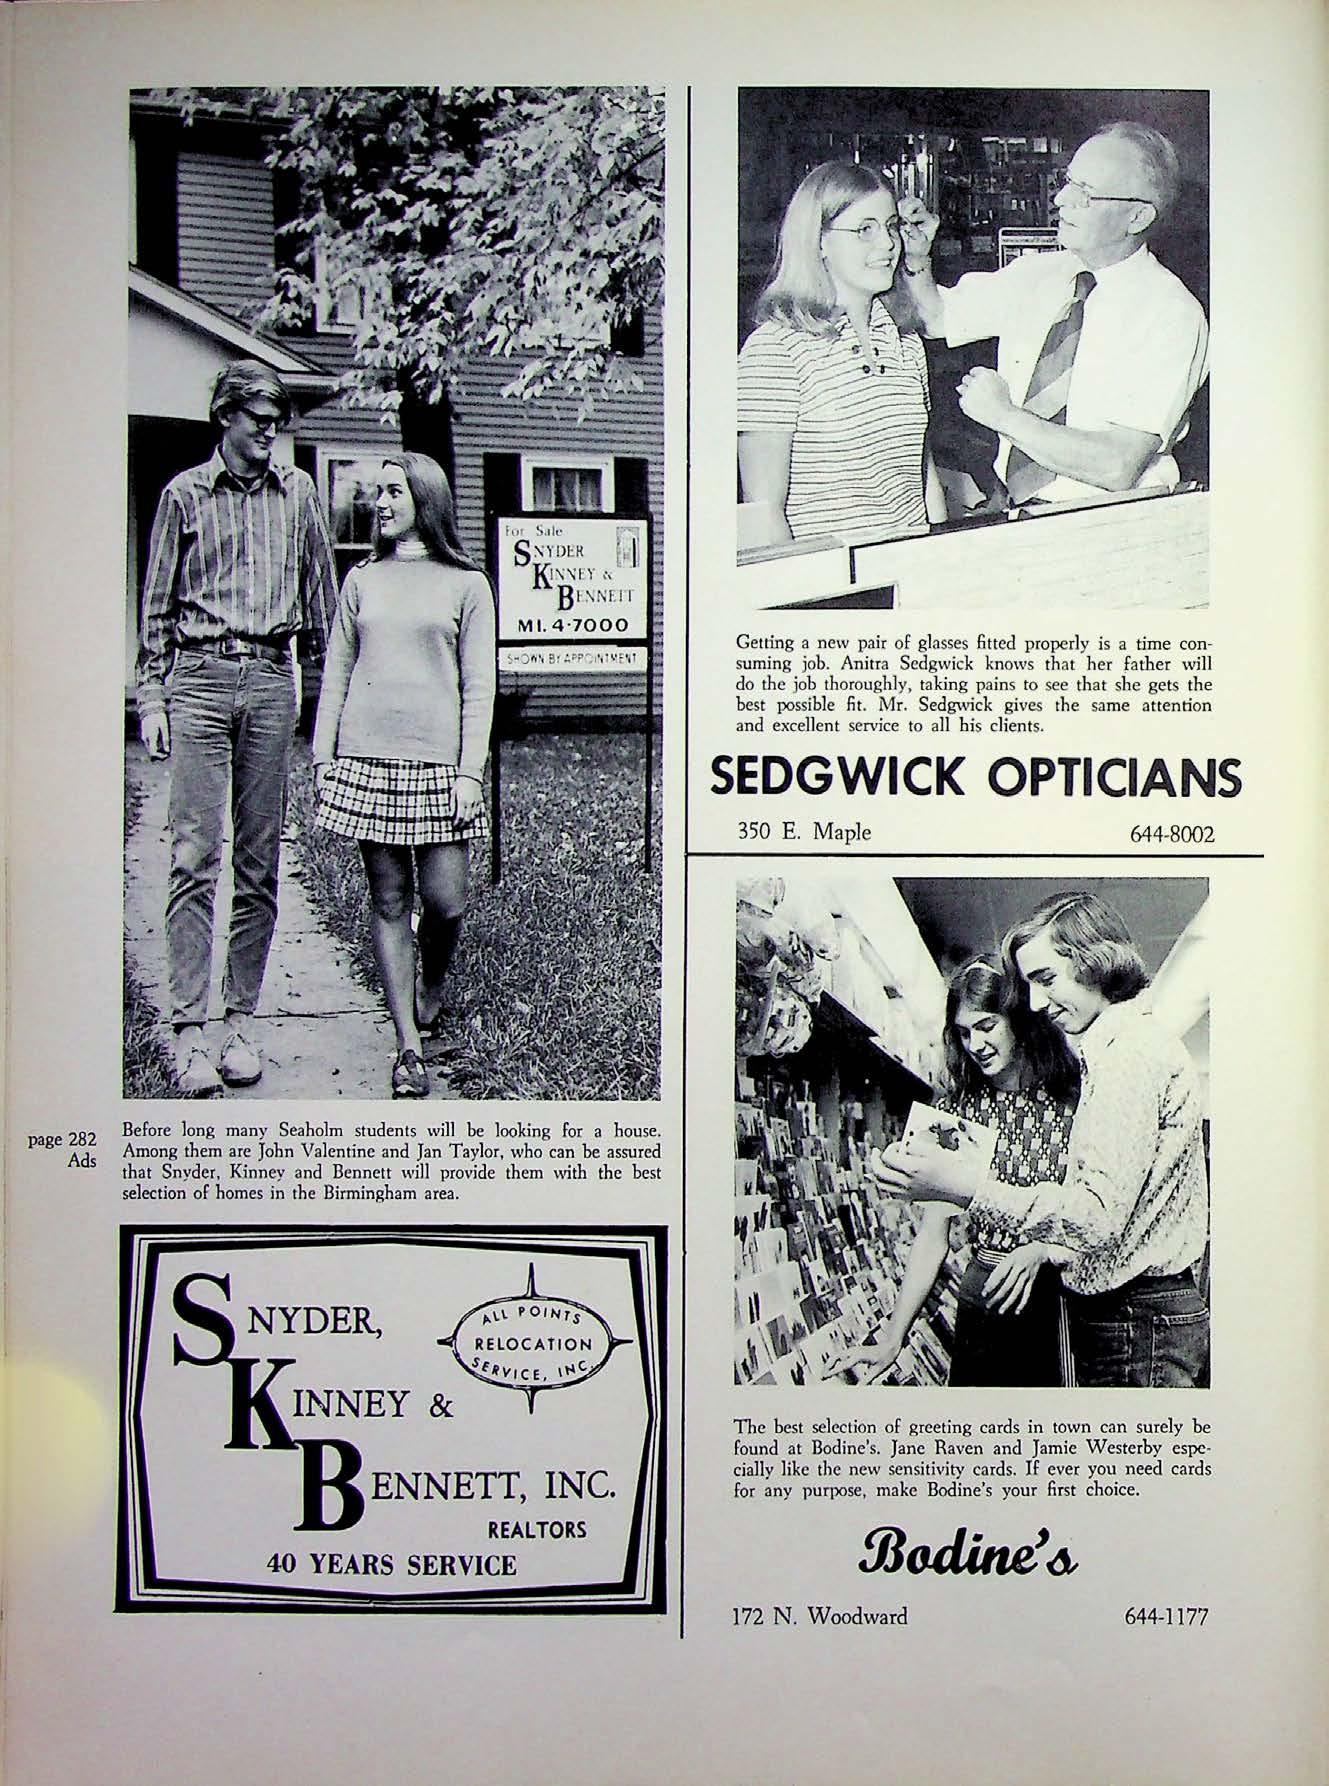 For Sale
SNYDER
KINNEY &
BENNETT
MI. 4-7000
SHOWN BY APPOINTMENT
page 282
Ads
Before long many Seaholm students will be looking for a house.
Among them are John Valentine and Jan Taylor, who can be assured
that Snyder, Kinney and Bennett will provide them with the best
selection of homes in the Birmingham area.
SNYDER,
KINNEY &
BENNETT, INC.
REALTORS
40 YEARS SERVICE
ALL POINTS
RELOCATION
SERVICE, INC.
Getting a new pair of glasses fitted properly is a time con-
suming job. Anitra Sedgwick knows that her father will
do the job thoroughly, taking pains to see that she gets the
best possible fit. Mr. Sedgwick gives the same attention
and excellent service to all his clients.
SEDGWICK OPTICIANS
350 E. Maple 644-8002
The best selection of greeting cards in town can surely be
found at Bodine's. Jane Raven and Jamie Westerby espe-
cially like the new sensitivity cards. If ever you need cards
for any purpose, make Bodine's your first choice.
Bodine's
172 N. Woodward 644-1177